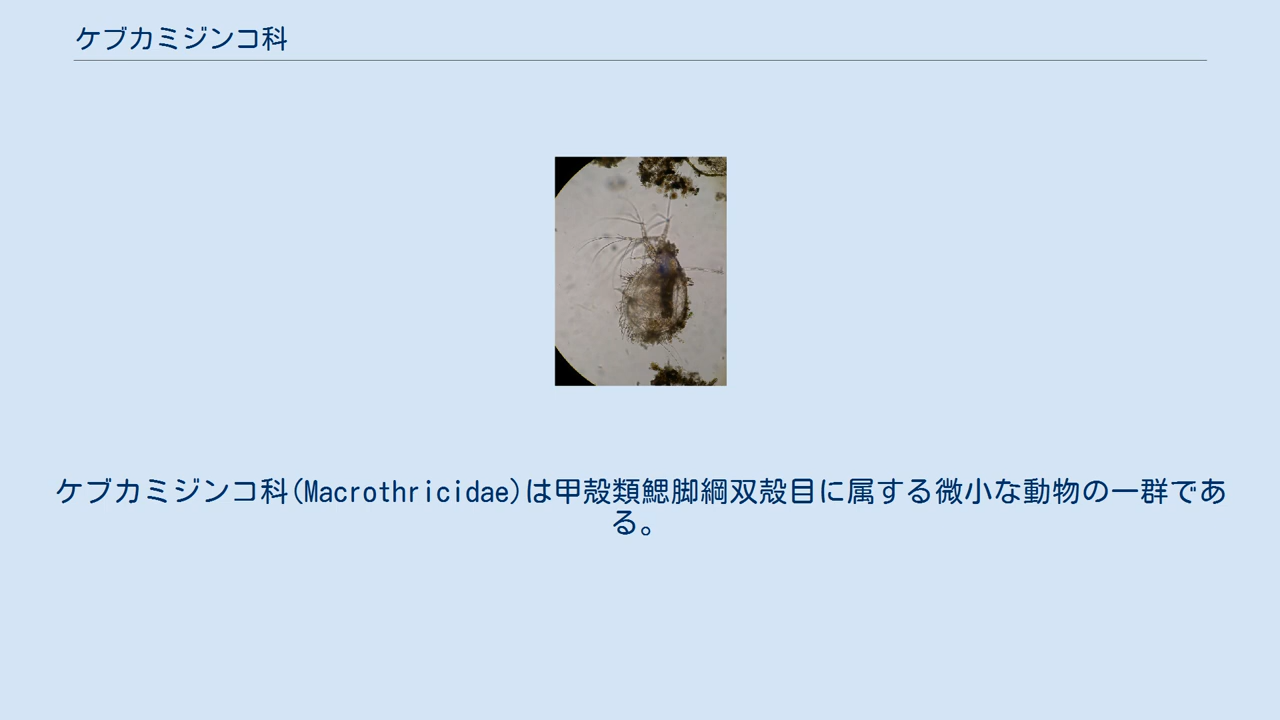 ケブカミジンコ科
ケブカミジンコ科(Macrothricidae)は甲殻類鰓脚綱双殻目に属する微小な動物の一群であ
る。